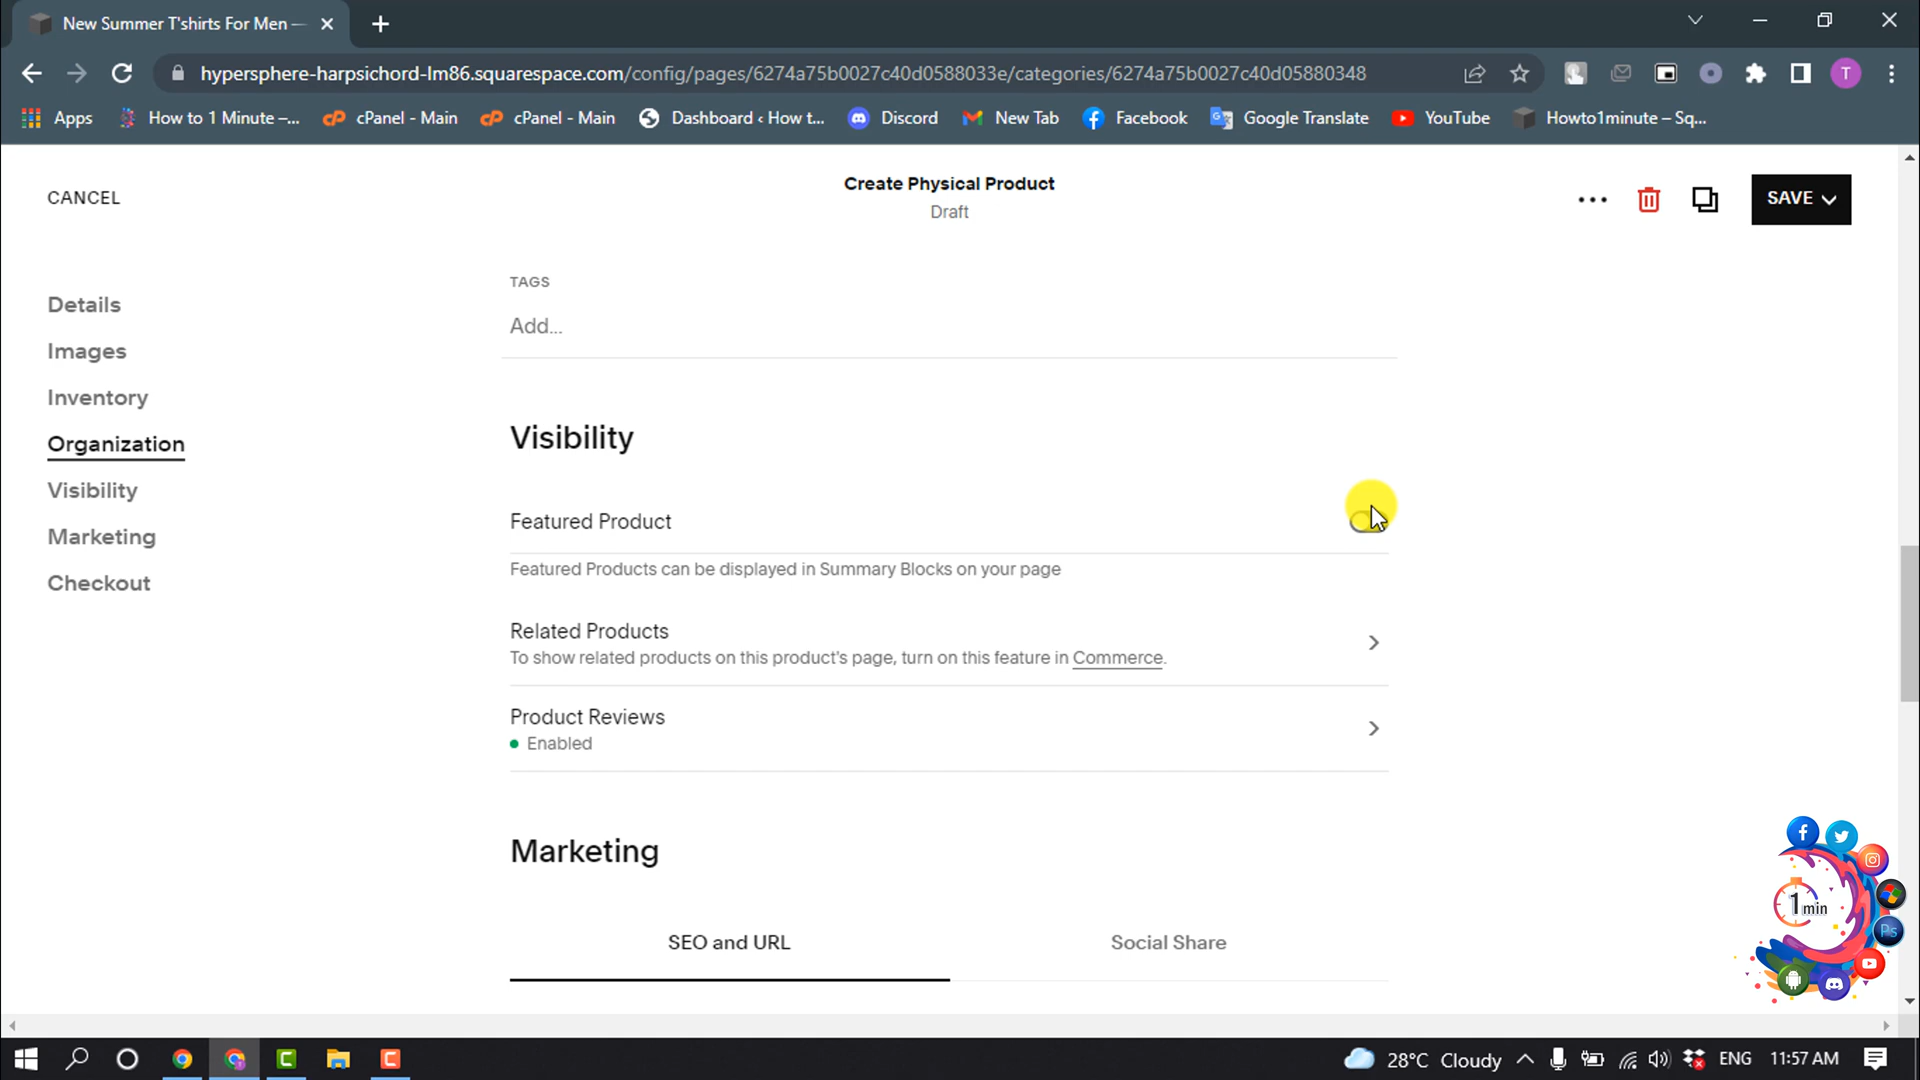 New Summer T'shirts For Men —
hypersphere-harpsichord-lm86.squarespace.com/config/pages/6274a75b0027c40d0588033e/categories/6274a75b0027c40d05880348
T
Apps
How to 1 Minute –...
cPanel - Main
cPanel - Main
Dashboard ‹ How t...
Discord
New Tab
Facebook
Google Translate
YouTube
Howto1minute – Sq...
CANCEL
Create Physical Product
Draft
SAVE
Details
Images
Inventory
Organization
Visibility
Marketing
Checkout
TAGS
Add...
Visibility
Featured Product
Featured Products can be displayed in Summary Blocks on your page
Related Products
To show related products on this product's page, turn on this feature in Commerce.
Product Reviews
Enabled
Marketing
SEO and URL
Social Share
1 min
Ps
28°C Cloudy
ENG
11:57 AM